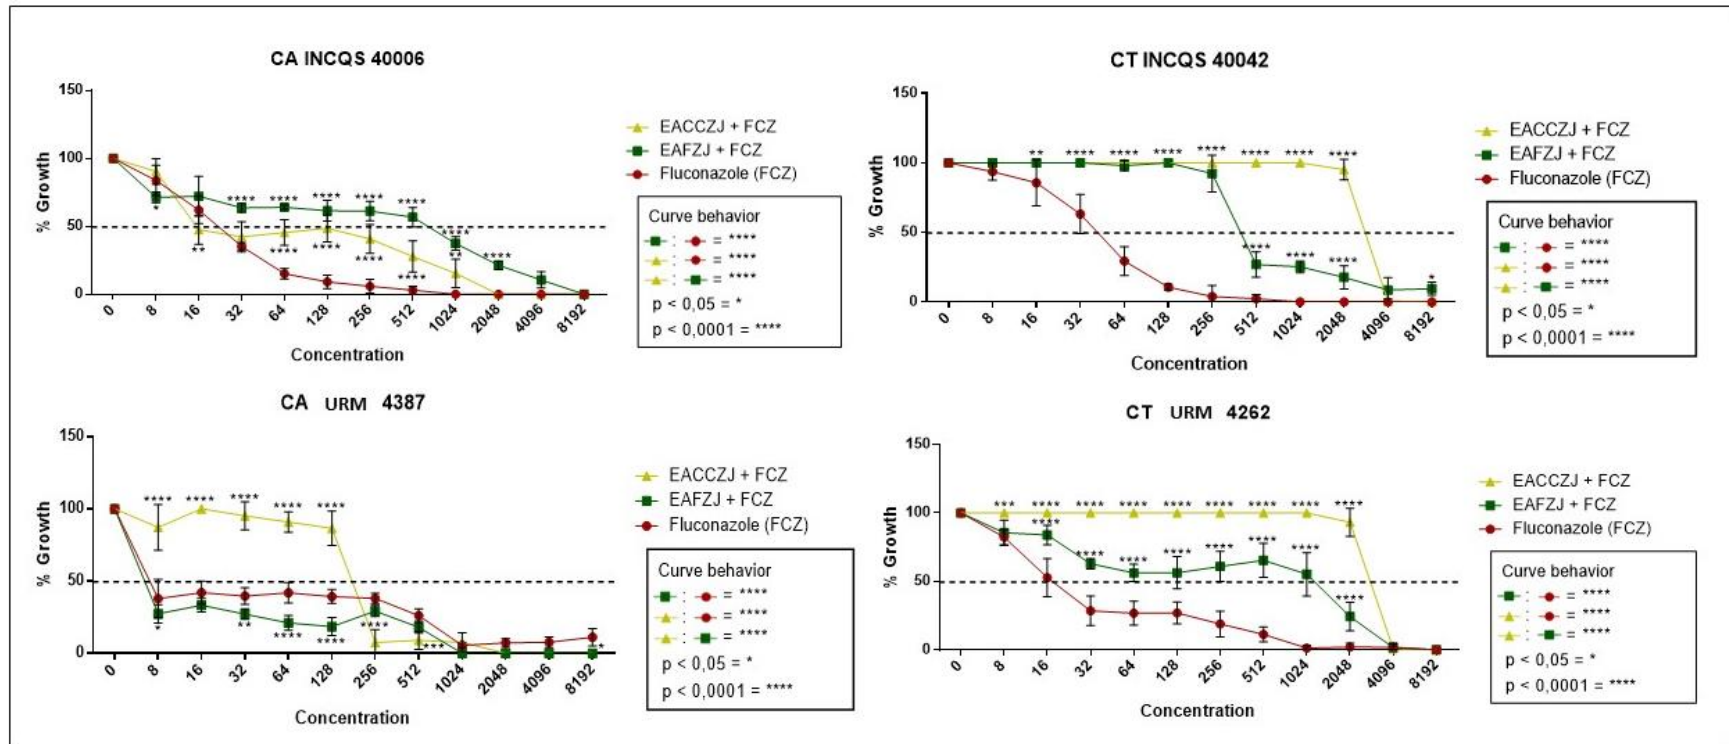 CA INCQS 40006
150
100
50
0
% Growth
0 8 16 32 64 128 256 512 1024 2048 4096 8192
Concentration
* ** **** **** **** **** **** **** **** **** **** ** ****
EACCZJ + FCZ
EAFZJ + FCZ
Fluconazole (FCZ)
Curve behavior
: = ****
: = ****
: = ****
p < 0,05 = *
p < 0,0001 = ****
CT INCQS 40042
150
100
50
0
% Growth
** **** **** **** **** **** **** ****
**** **** **** *
0 8 16 32 64 128 256 512 1024 2048 4096 8192
Concentration
EACCZJ + FCZ
EAFZJ + FCZ
Fluconazole (FCZ)
Curve behavior
: = ****
: = ****
: = ****
p < 0,05 = *
p < 0,0001 = ****
CA URM 4387
150
100
50
0
% Growth
**** **** **** **** ****
* ** **** **** **** *** *
0 8 16 32 64 128 256 512 1024 2048 4096 8192
Concentration
EACCZJ + FCZ
EAFZJ + FCZ
Fluconazole (FCZ)
Curve behavior
: = ****
: = ****
: = ****
p < 0,05 = *
p < 0,0001 = ****
CT URM 4262
150
100
50
0
% Growth
*** **** **** **** **** **** **** **** ****
**** **** **** **** **** **** **** ****
0 8 16 32 64 128 256 512 1024 2048 4096 8192
Concentration
EACCZJ + FCZ
EAFZJ + FCZ
Fluconazole (FCZ)
Curve behavior
: = ****
: = ****
: = ****
p < 0,05 = *
p < 0,0001 = ****